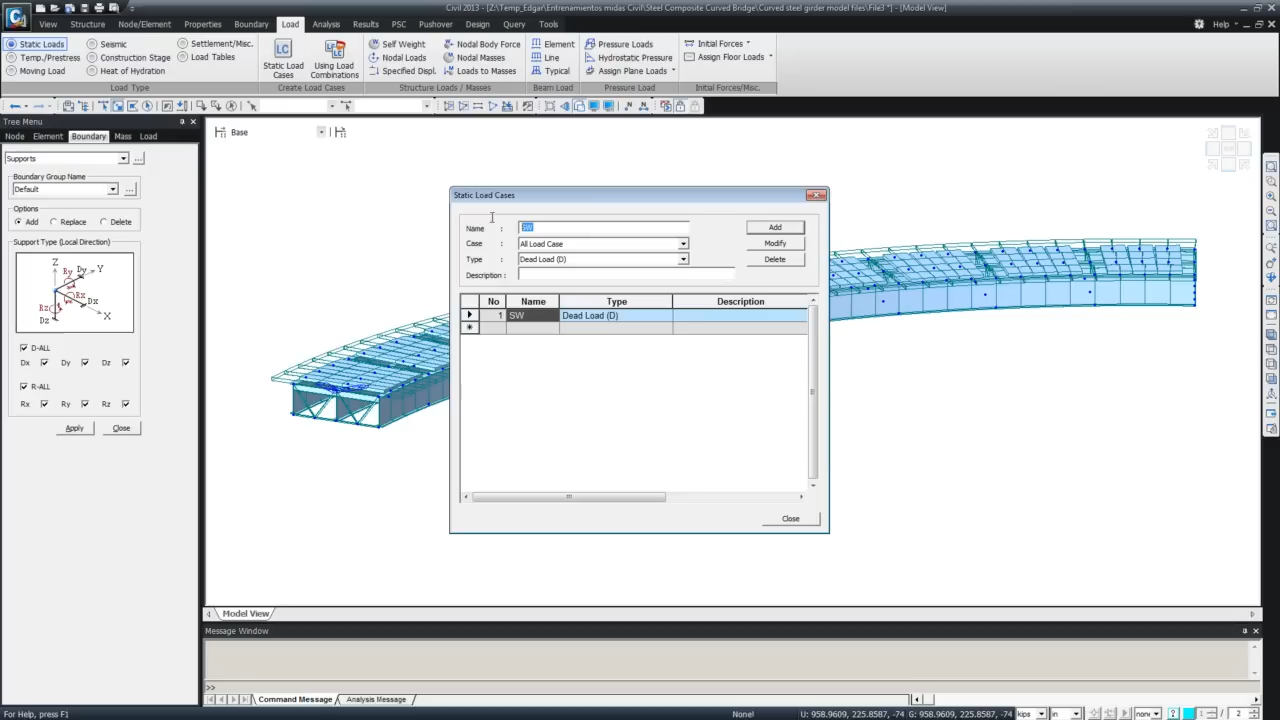 Civil 2013 - [Z:\Temp_Edgar\Entrenamientos midas Civil\Steel Composite Curved Bridge\Curved steel girder model files\File3 *] - [Model View]
View Structure Node/Element Properties Boundary Load Analysis Results PSC Pushover Design Query Tools Help
Static Loads Seismic Settlement/Misc. Self Weight Nodal Body Force Element Pressure Loads Initial Forces
Temp./Prestress Construction Stage Load Tables Nodal Loads Nodal Masses Line Hydrostatic Pressure Assign Floor Loads
Moving Load Heat of Hydration Static Load Cases Using Load Combinations Specified Displ. Loads to Masses Typical Assign Plane Loads
Load Type Create Load Cases Structure Loads / Masses Beam Load Pressure Load Initial Forces/Misc.
Tree Menu
Node Element Boundary Mass Load
Base
Supports
Boundary Group Name
Default
Options
Add Replace Delete
Support Type (Local Direction)
Z
Ry Dy Y
Rx
Rz Dx
Dz X
D-ALL
Dx Dy Dz
R-ALL
Rx Ry Rz
Apply Close
Static Load Cases
Name : SW Add
Case : All Load Case Modify
Type : Dead Load (D) Delete
Description :
No Name Type Description
1 SW Dead Load (D)
Close
Model View
Message Window
>>
Command Message Analysis Message
For Help, press F1 None! U: 958.9609, 225.8587, -74 G: 958.9609, 225.8587, -74 kips in none ? 1 / 2